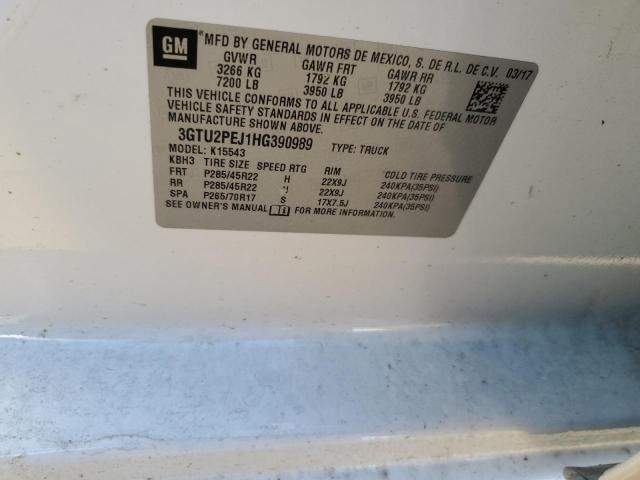 GM
MFD BY GENERAL MOTORS DE MEXICO, S. DE R.L. DE C.V. 03/17
GVWR GAWR FRT GAWR RR
3266 KG 1792 KG 1792 KG
7200 LB 3950 LB 3950 LB
THIS VEHICLE CONFORMS TO ALL APPLICABLE U.S. FEDERAL MOTOR
VEHICLE SAFETY STANDARDS IN EFFECT ON THE DATE OF
MANUFACTURE SHOWN ABOVE.
3GTU2PEJ1HG390989 TYPE: TRUCK
MODEL: K15543
KBH3 TIRE SIZE SPEED RTG RIM COLD TIRE PRESSURE
FRT P285/45R22 H 22X9J 240KPA(35PSI)
RR P285/45R22 H 22X9J 240KPA(35PSI)
SPA P265/70R17 S 17X7.5J 240KPA(35PSI)
SEE OWNER'S MANUAL FOR MORE INFORMATION.